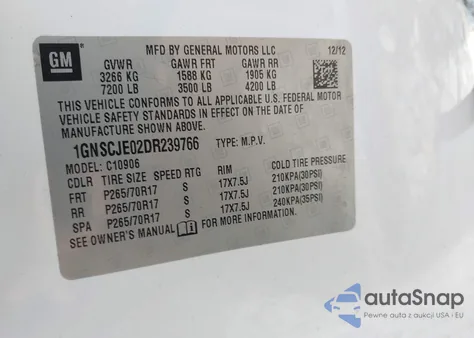 GM
MFD BY GENERAL MOTORS LLC 12/12
GVWR GAWR FRT GAWR RR
3266 KG 1588 KG 1905 KG
7200 LB 3500 LB 4200 LB
THIS VEHICLE CONFORMS TO ALL APPLICABLE U.S. FEDERAL MOTOR
VEHICLE SAFETY STANDARDS IN EFFECT ON THE DATE OF
MANUFACTURE SHOWN ABOVE.
1GNSCJE02DR239766 TYPE: M.P.V.
MODEL: C10906
CDLR TIRE SIZE SPEED RTG RIM COLD TIRE PRESSURE
FRT P265/70R17 S 17X7.5J 210KPA(30PSI)
RR P265/70R17 S 17X7.5J 210KPA(30PSI)
SPA P265/70R17 S 17X7.5J 240KPA(35PSI)
SEE OWNER'S MANUAL FOR MORE INFORMATION.
autoSnap
Pewne auta z aukcji USA i EU